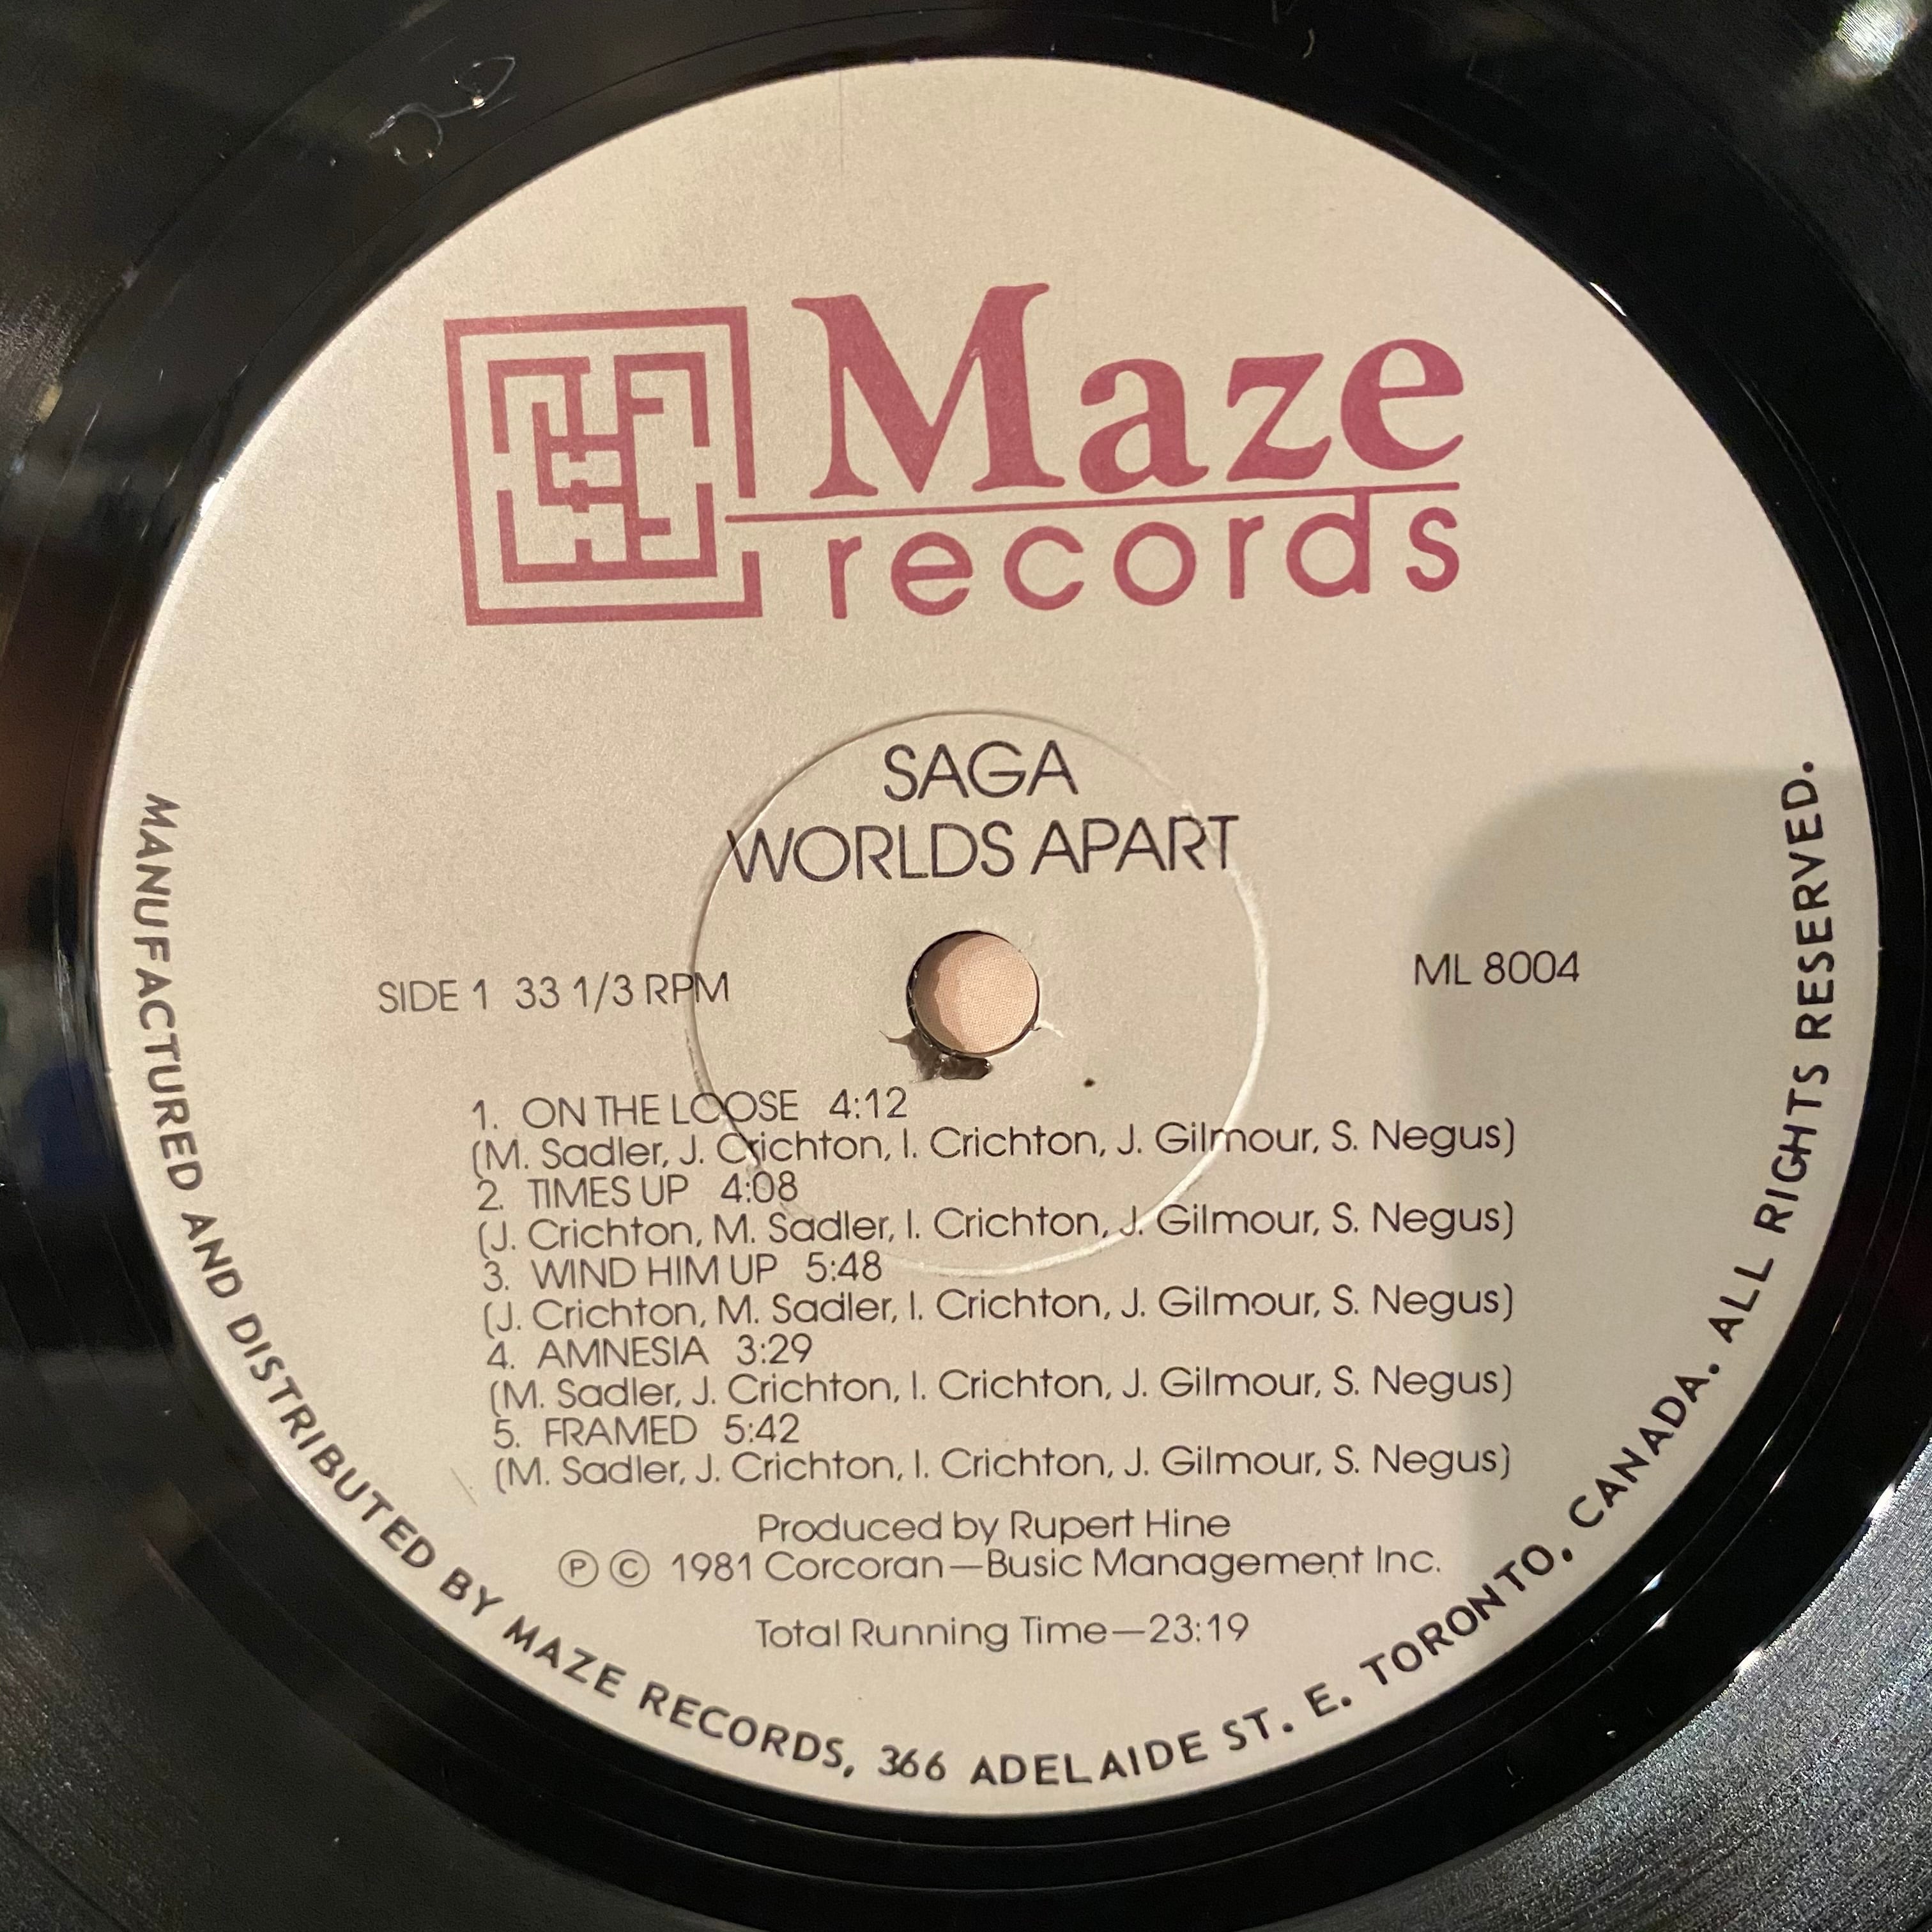 Maze
records
SAGA
WORLDS APART
SIDE 1 33 1/3 RPM
ML 8004
1. ON THE LOOSE 4:12
(M. Sadler, J. Crichton, I. Crichton, J. Gilmour, S. Negus)
2. TIMES UP 4:08
(J. Crichton, M. Sadler, I. Crichton, J. Gilmour, S. Negus)
3. WIND HIM UP 5:48
(J. Crichton, M. Sadler, I. Crichton, J. Gilmour, S. Negus)
4. AMNESIA 3:29
(M. Sadler, J. Crichton, I. Crichton, J. Gilmour, S. Negus)
5. FRAMED 5:42
(M. Sadler, J. Crichton, I. Crichton, J. Gilmour, S. Negus)
Produced by Rupert Hine
Ⓟ © 1981 Corcoran—Busic Management Inc.
Total Running Time—23:19
MANUFACTURED AND DISTRIBUTED BY MAZE RECORDS, 366 ADELAIDE ST. E. TORONTO, CANADA. ALL RIGHTS RESERVED.